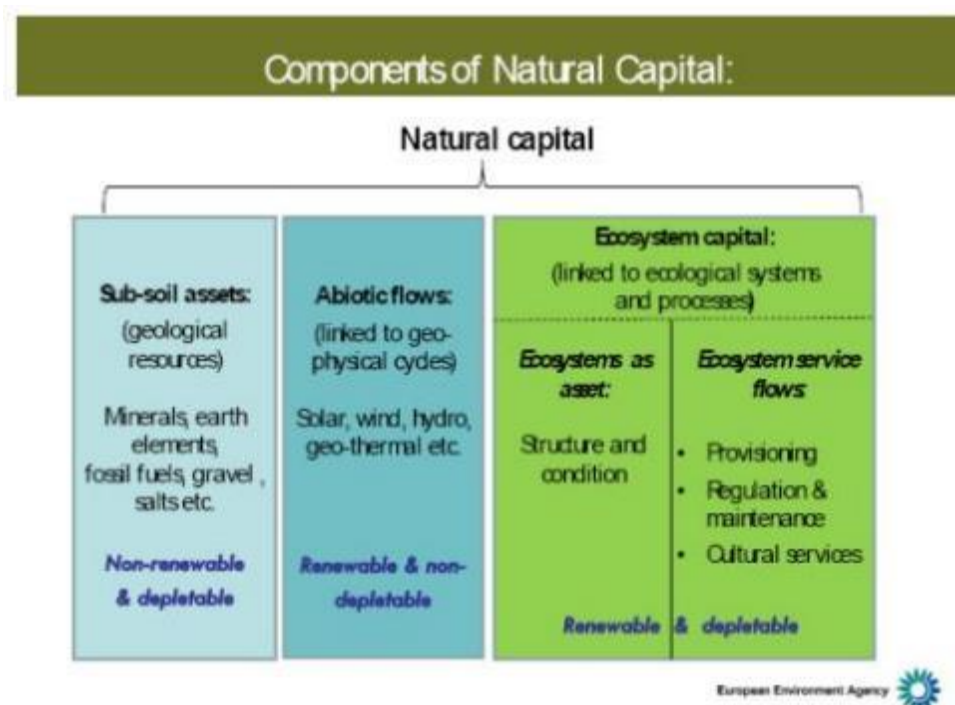 Components of Natural Capital:
Natural capital
Sub-soil assets:
(geological
resources)
Minerals, earth
elements,
fossil fuels, gravel ,
salts etc.
Non-renewable
& depletable
Abiotic flows:
(linked to geo-
physical cycles)
Solar, wind, hydro,
geo-thermal etc.
Renewable & non-
depletable
Ecosystem capital:
(linked to ecological systems
and processes)
Ecosystems as
asset:
Structure and
condition
Ecosystem service
flows:
• Provisioning
• Regulation &
maintenance
• Cultural services
Renewable & depletable
European Environment Agency